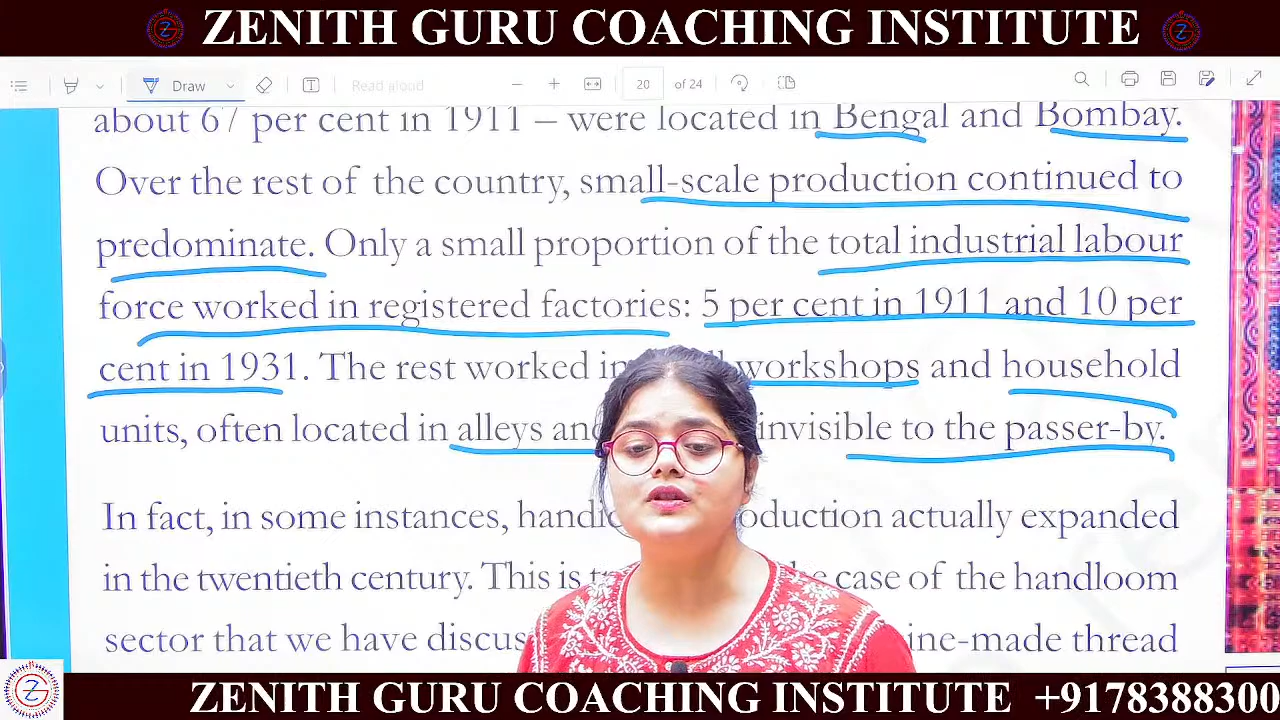 ZENITH GURU COACHING INSTITUTE
Draw
Read aloud
20 of 24
about 67 per cent in 1911 – were located in Bengal and Bombay.
Over the rest of the country, small-scale production continued to
predominate. Only a small proportion of the total industrial labour
force worked in registered factories: 5 per cent in 1911 and 10 per
cent in 1931. The rest worked in workshops and household
units, often located in alleys and invisible to the passer-by.
In fact, in some instances, production actually expanded
in the twentieth century. This is the case of the handloom
sector that we have ine-made thread
ZENITH GURU COACHING INSTITUTE +9178388300